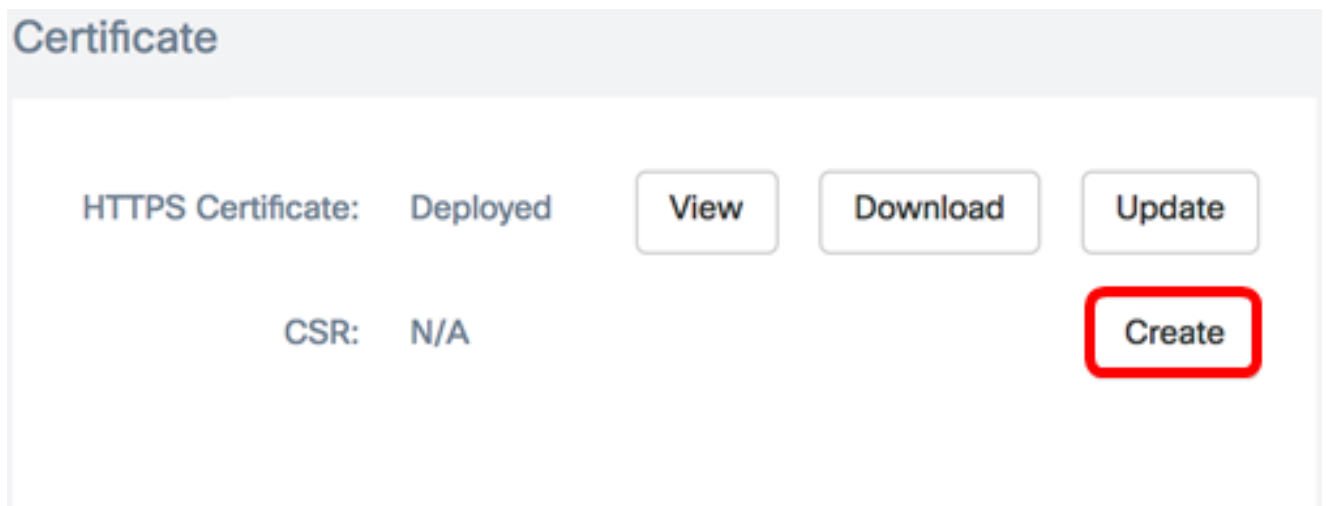 Certificate
HTTPS Certificate: Deployed View Download Update
CSR: N/A Create